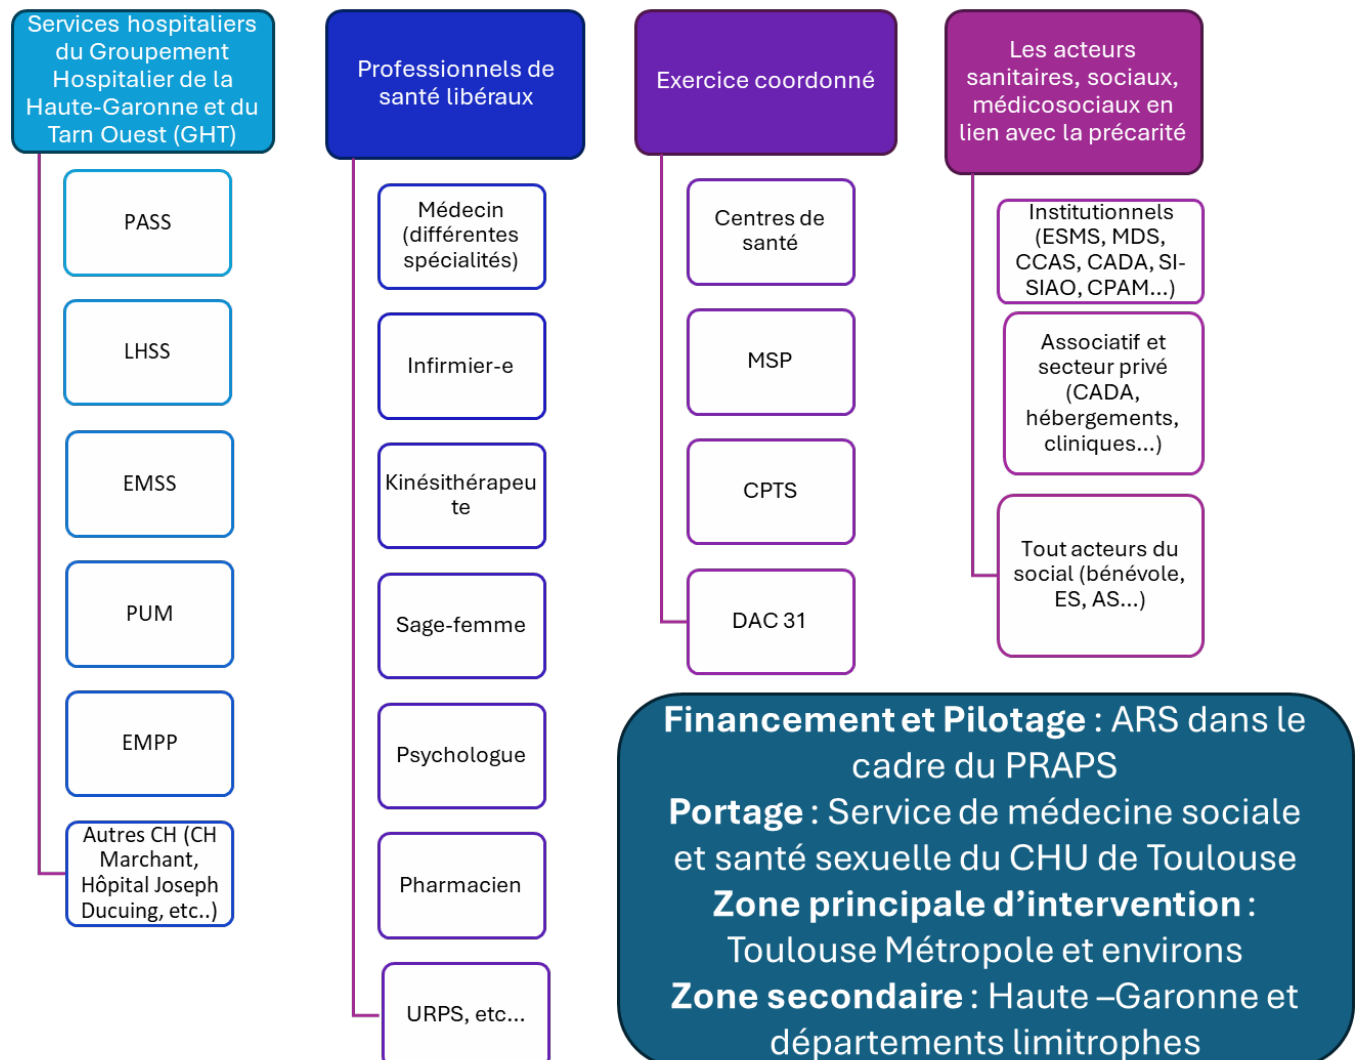 Services hospitaliers
du Groupement
Hospitalier de la
Haute-Garonne et du
Tarn Ouest (GHT)
PASS
LHSS
EMSS
PUM
EMPP
Autres CH (CH
Marchant,
Hôpital Joseph
Ducuing, etc..)
Professionnels de
santé libéraux
Médecin
(différentes
spécialités)
Infirmier-e
Kinésithérapeu
te
Sage-femme
Psychologue
Pharmacien
URPS, etc...
Exercice coordonné
Centres de
santé
MSP
CPTS
DAC 31
Les acteurs
sanitaires, sociaux,
médicosociaux en
lien avec la précarité
Institutionnels
(ESMS, MDS,
CCAS, CADA, SI-
SIAO, CPAM...)
Associatif et
secteur privé
(CADA,
hébergements,
cliniques...)
Tout acteurs du
social (bénévole,
ES, AS...)
Financement et Pilotage : ARS dans le
cadre du PRAPS
Portage : Service de médecine sociale
et santé sexuelle du CHU de Toulouse
Zone principale d’intervention :
Toulouse Métropole et environs
Zone secondaire : Haute –Garonne et
départements limitrophes